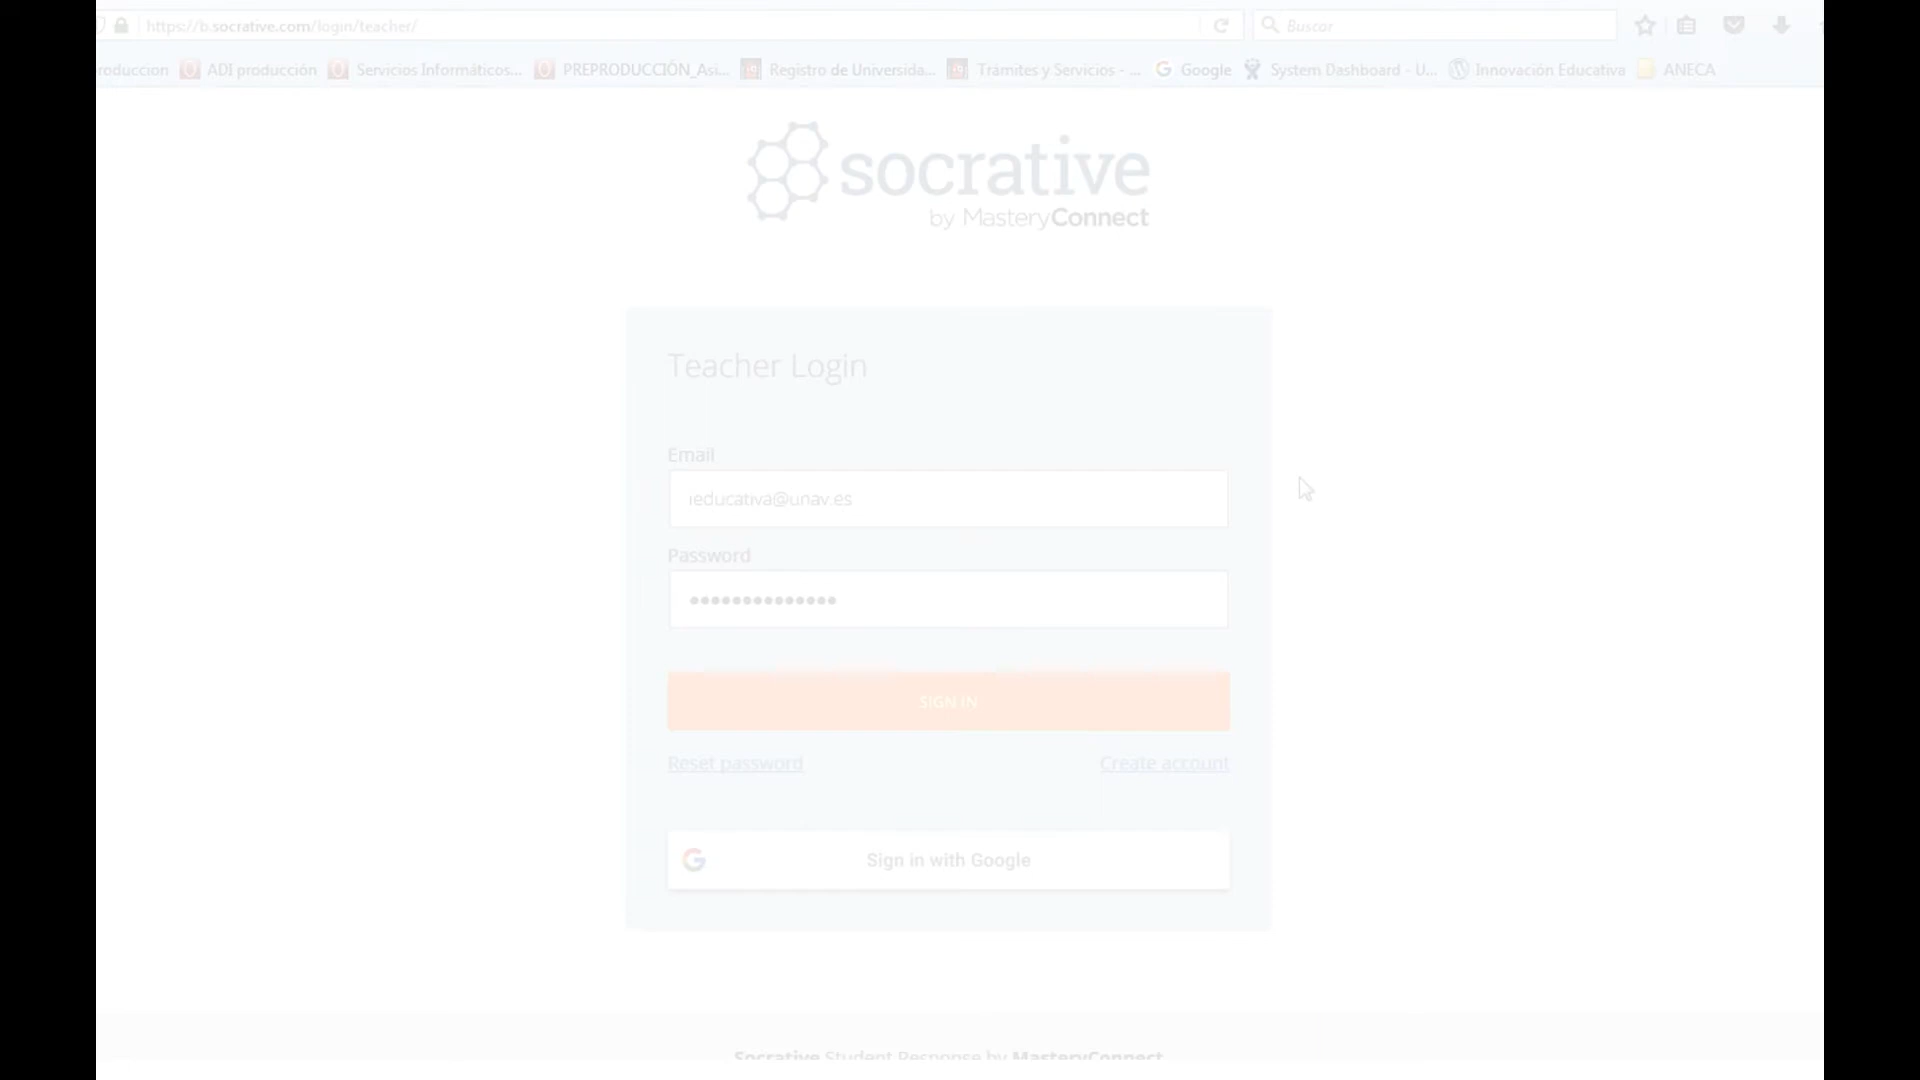 https://b.socrative.com/login/teacher/
Buscar
roduccion ADI producción Servicios Informáticos... PREPRODUCCIÓN_Asi... Registro de Universida... Trámites y Servicios - ... Google System Dashboard - U... Innovación Educativa ANECA
socrative
by MasteryConnect
Teacher Login
Email
ieducativa@unav.es
Password
••••••••••••••
SIGN IN
Reset password
Create account
Sign in with Google
Socrative Student Response by MasteryConnect